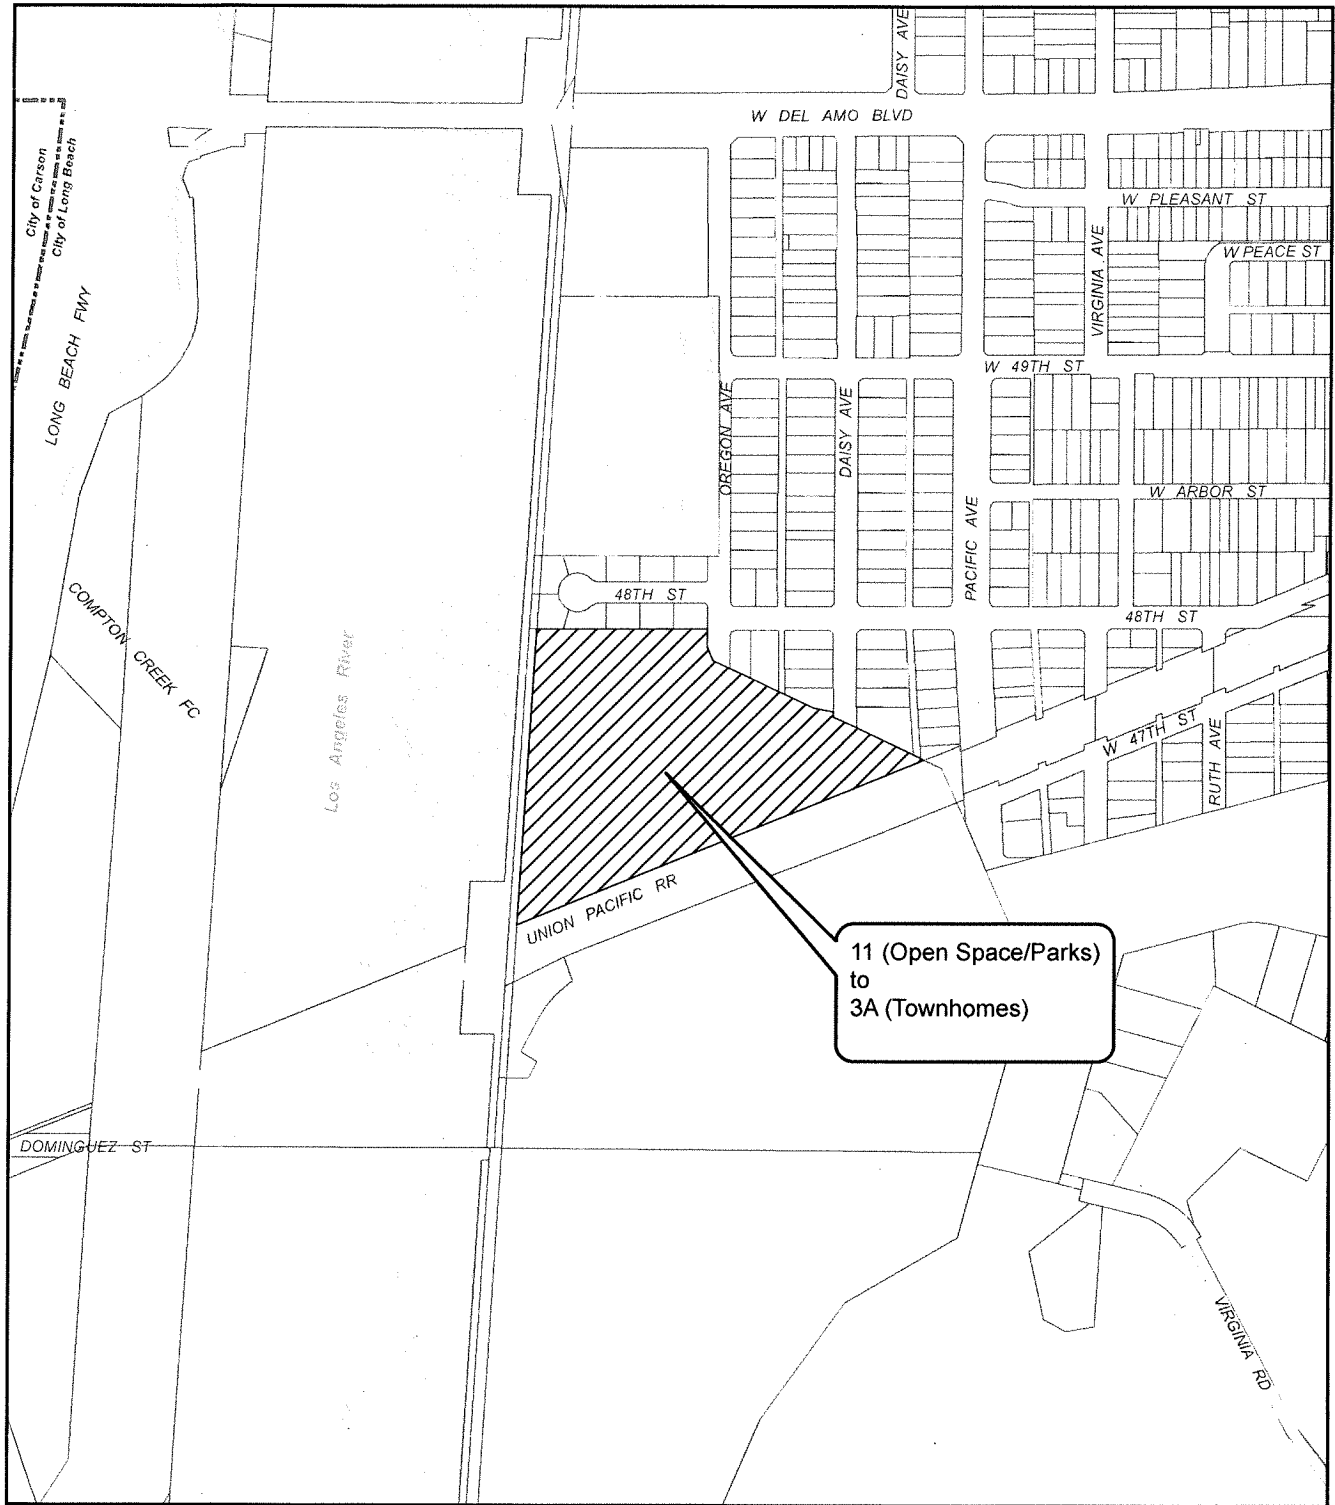 DAISY AVE
W DEL AMO BLVD
City of Carson
City of Long Beach
W PLEASANT ST
VIRGINIA AVE
W PEACE ST
LONG BEACH FWY
W 49TH ST
OREGON AVE
DAISY AVE
W ARBOR ST
PACIFIC AVE
48TH ST
COMPTON CREEK FC
48TH ST
Los Angeles River
W 47TH ST
RUTH AVE
UNION PACIFIC RR
11 (Open Space/Parks)
to
3A (Townhomes)
DOMINGUEZ ST
VIRGINIA RD